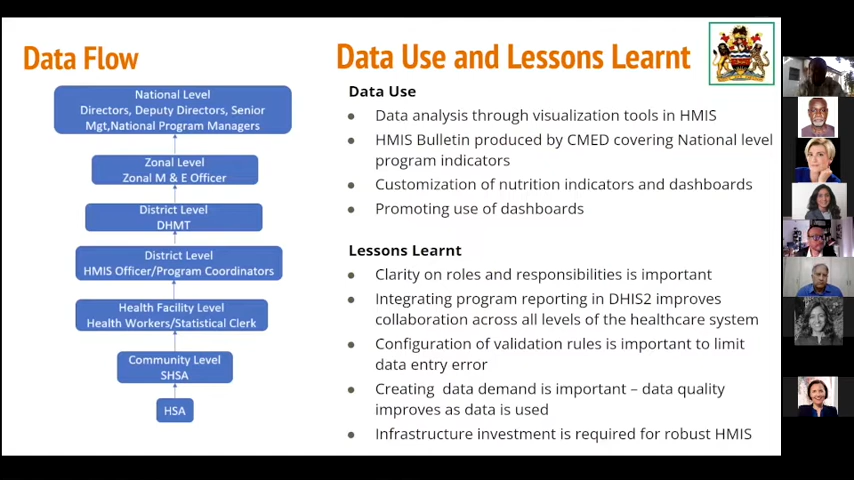 Data Flow
National Level
Directors, Deputy Directors, Senior
Mgt,National Program Managers
Zonal Level
Zonal M & E Officer
District Level
DHMT
District Level
HMIS Officer/Program Coordinators
Health Facility Level
Health Workers/Statistical Clerk
Community Level
SHSA
HSA
Data Use and Lessons Learnt
Data Use
● Data analysis through visualization tools in HMIS
● HMIS Bulletin produced by CMED covering National level
program indicators
● Customization of nutrition indicators and dashboards
● Promoting use of dashboards
Lessons Learnt
● Clarity on roles and responsibilities is important
● Integrating program reporting in DHIS2 improves
collaboration across all levels of the healthcare system
● Configuration of validation rules is important to limit
data entry error
● Creating data demand is important – data quality
improves as data is used
● Infrastructure investment is required for robust HMIS